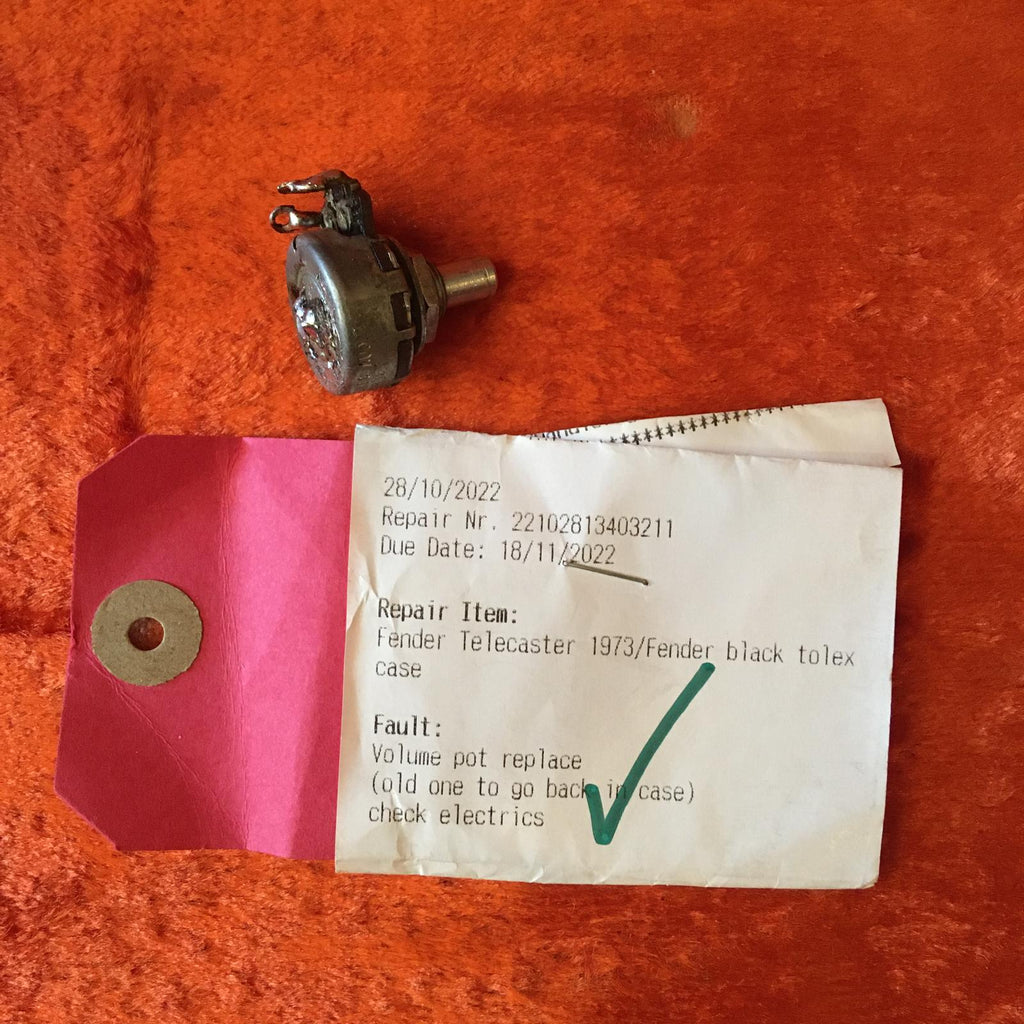 28/10/2022
Repair Nr. 22102813403211
Due Date: 18/11/2022
Repair Item:
Fender Telecaster 1973/Fender black tolex
case
Fault:
Volume pot replace
(old one to go back in case)
check electrics